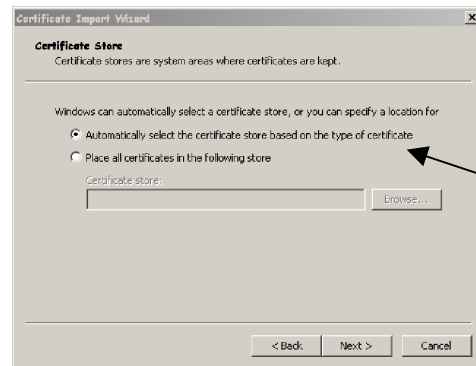 Certificate Import Wizard
Certificate Store
Certificate stores are system areas where certificates are kept.
Windows can automatically select a certificate store, or you can specify a location for
Automatically select the certificate store based on the type of certificate
Place all certificates in the following store
Certificate store:
Browse...
< Back
Next >
Cancel